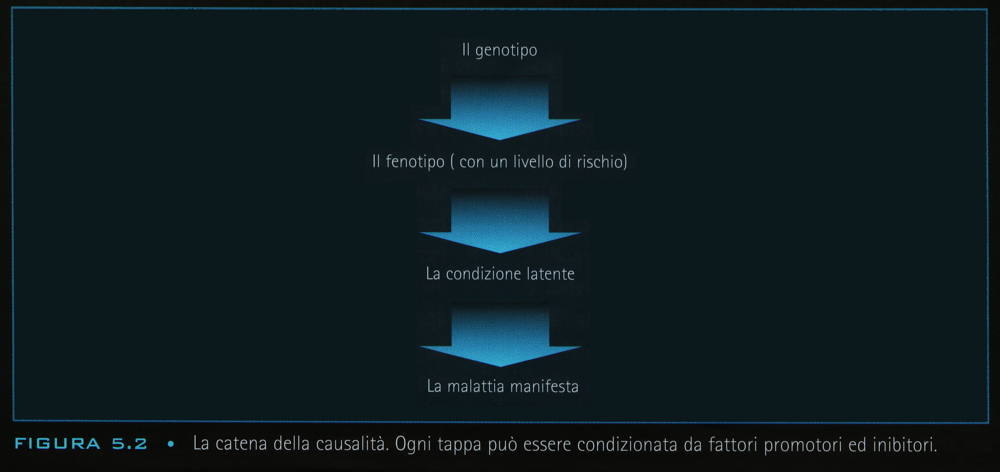 Il genotipo
Il fenotipo ( con un livello di rischio)
La condizione latente
La malattia manifesta
FIGURA 5.2 • La catena della causalità. Ogni tappa può essere condizionata da fattori promotori ed inibitori.